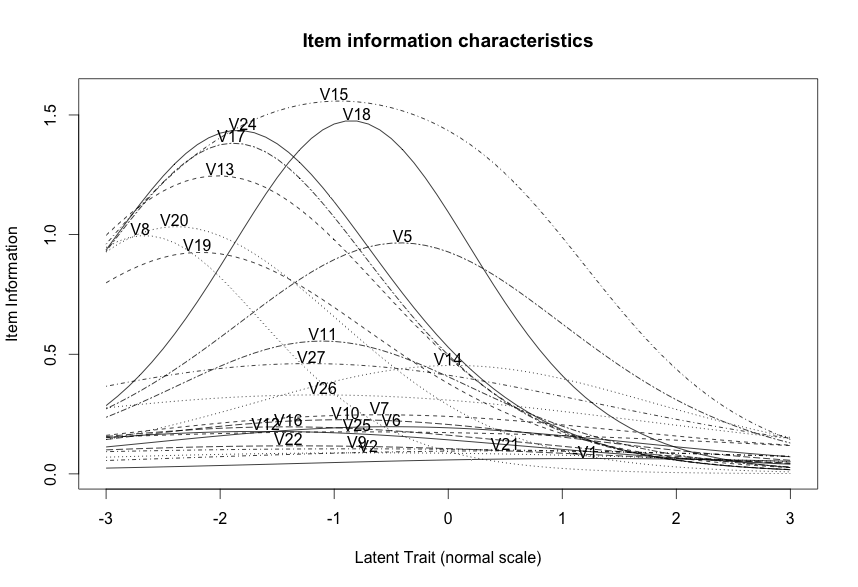 Item information characteristics
Item Information
1.5
1.0
0.5
0.0
V15
V18
V24
V17
V13
V20
V8
V5
V19
V11
V14
V27
V26
V7
V10
V16
V6
V12
V25
V22
V9
V2
V21
V1
-3 -2 -1 0 1 2 3
Latent Trait (normal scale)